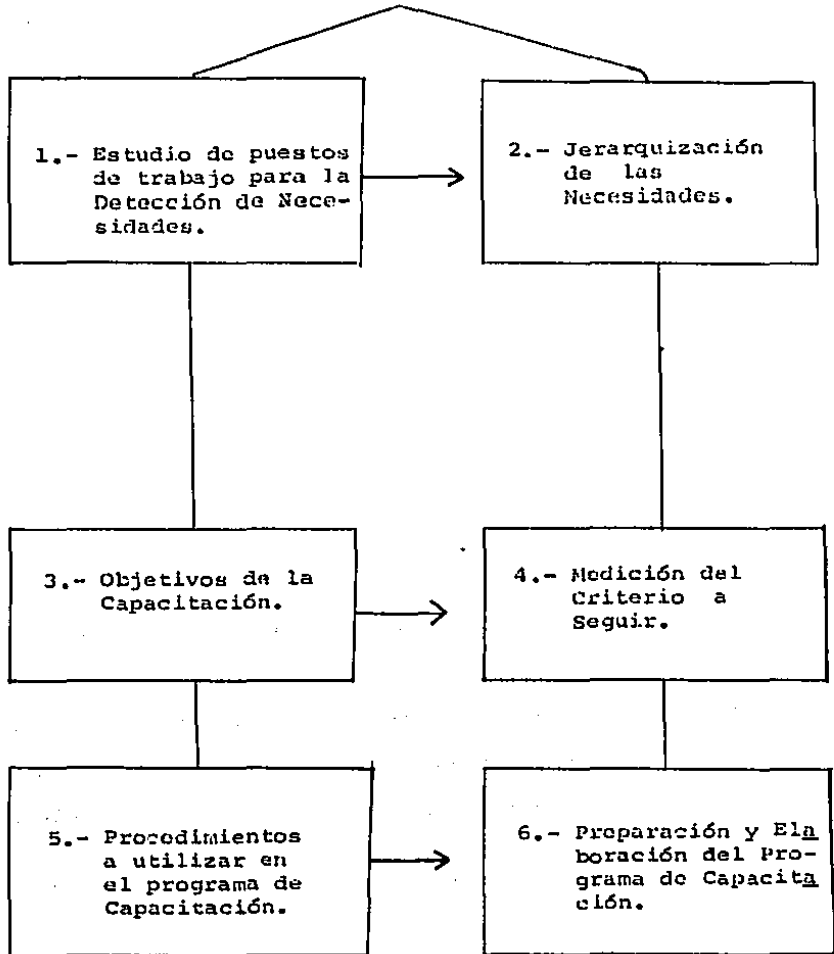 1.- Estudio de puestos
de trabajo para la
Detección de Nece-
sidades.
2.- Jerarquización
de las
Necesidades.
3.- Objetivos de la
Capacitación.
4.- Medición del
Criterio a
Seguir.
5.- Procedimientos
a utilizar en
el programa de
Capacitación.
6.- Preparación y Ela
boración del Pro-
grama de Capacita
ción.